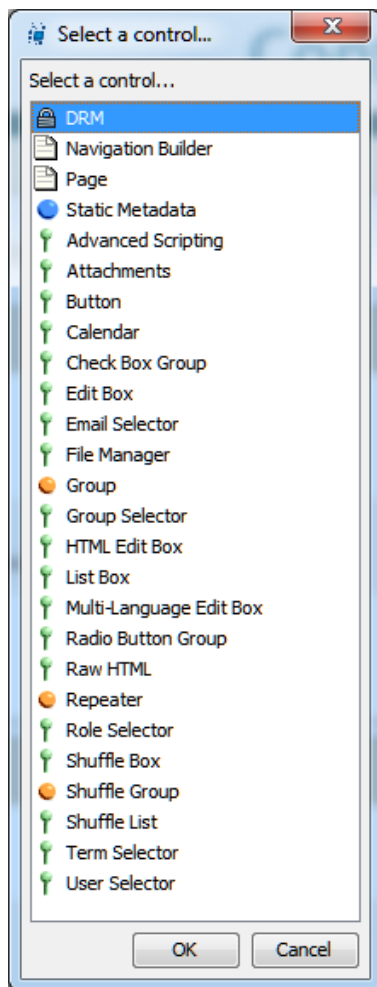 Select a control...
Select a control...
DRM
Navigation Builder
Page
Static Metadata
Advanced Scripting
Attachments
Button
Calendar
Check Box Group
Edit Box
Email Selector
File Manager
Group
Group Selector
HTML Edit Box
List Box
Multi-Language Edit Box
Radio Button Group
Raw HTML
Repeater
Role Selector
Shuffle Box
Shuffle Group
Shuffle List
Term Selector
User Selector
OK Cancel